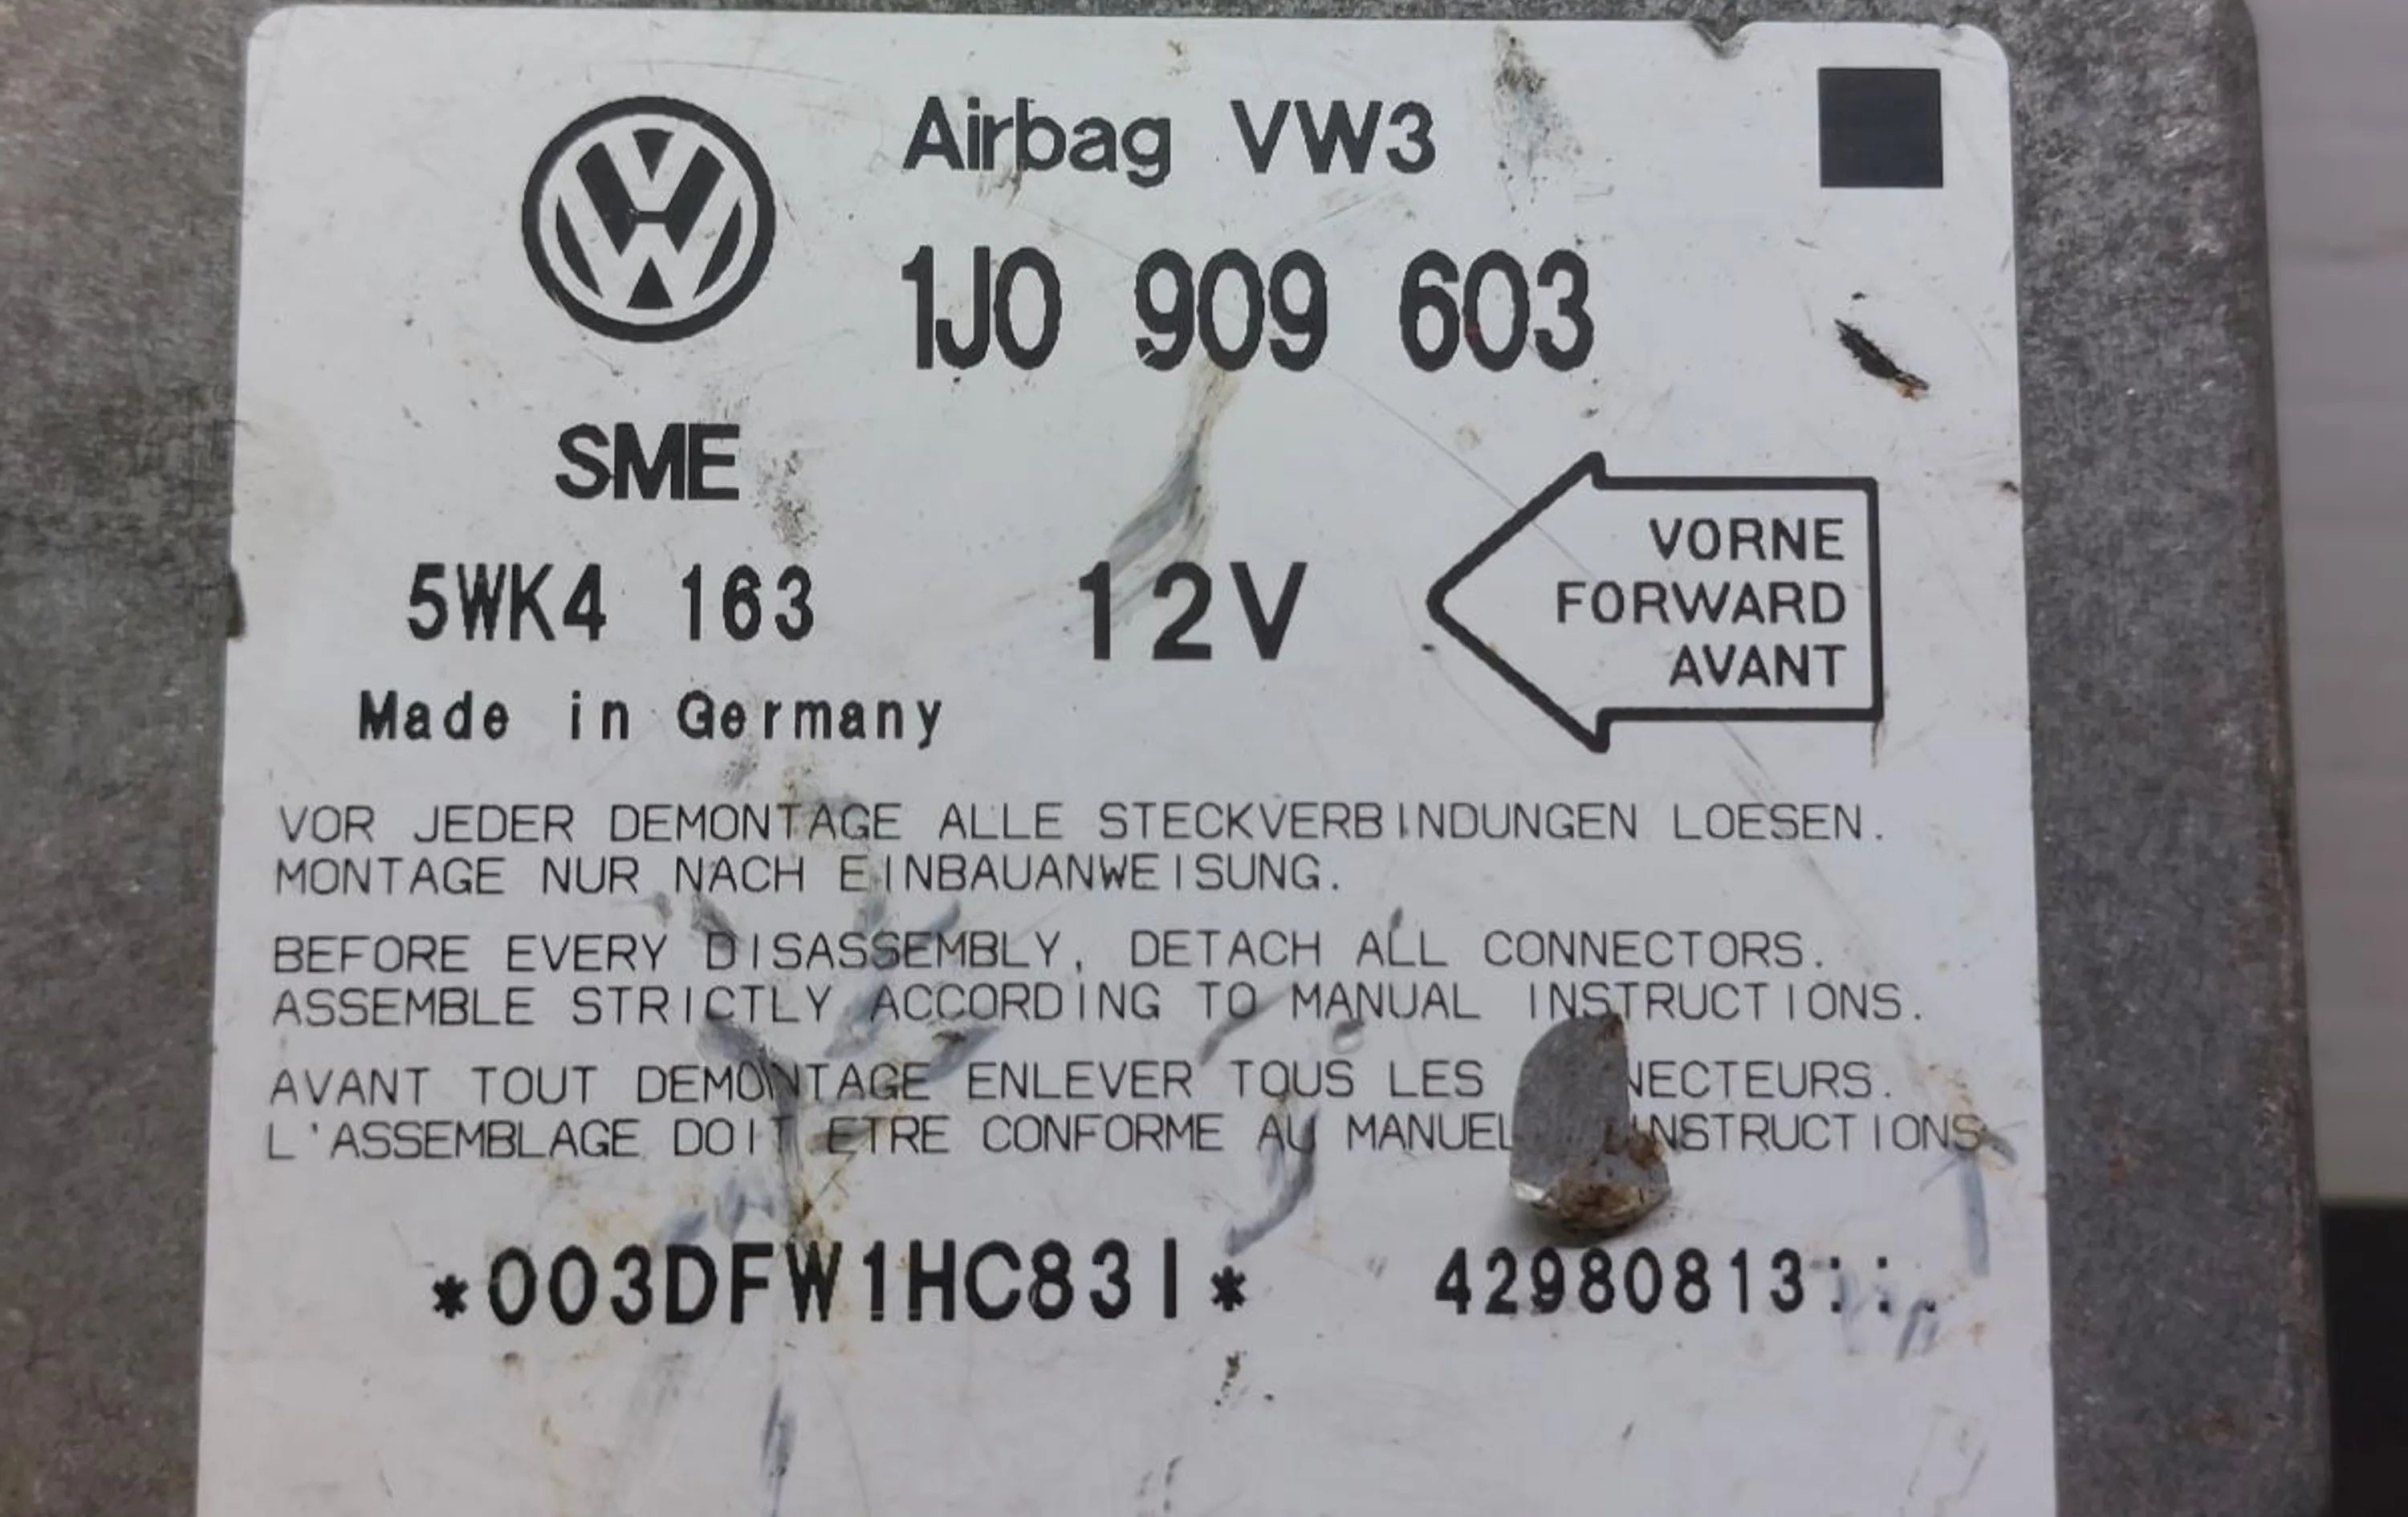 Airbag VW3
1J0 909 603
SME
5WK4 163
12V
VORNE
FORWARD
AVANT
Made in Germany
VOR JEDER DEMONTAGE ALLE STECKVERBINDUNGEN LOESEN.
MONTAGE NUR NACH EINBAUANWEISUNG.
BEFORE EVERY DISASSEMBLY, DETACH ALL CONNECTORS.
ASSEMBLE STRICTLY ACCORDING TO MANUAL INSTRUCTIONS.
AVANT TOUT DEMONTAGE ENLEVER TOUS LES
L'ASSEMBLAGE DOIT ETRE CONFORME AU MANUEL
*003DFW1HC83I* 42980813